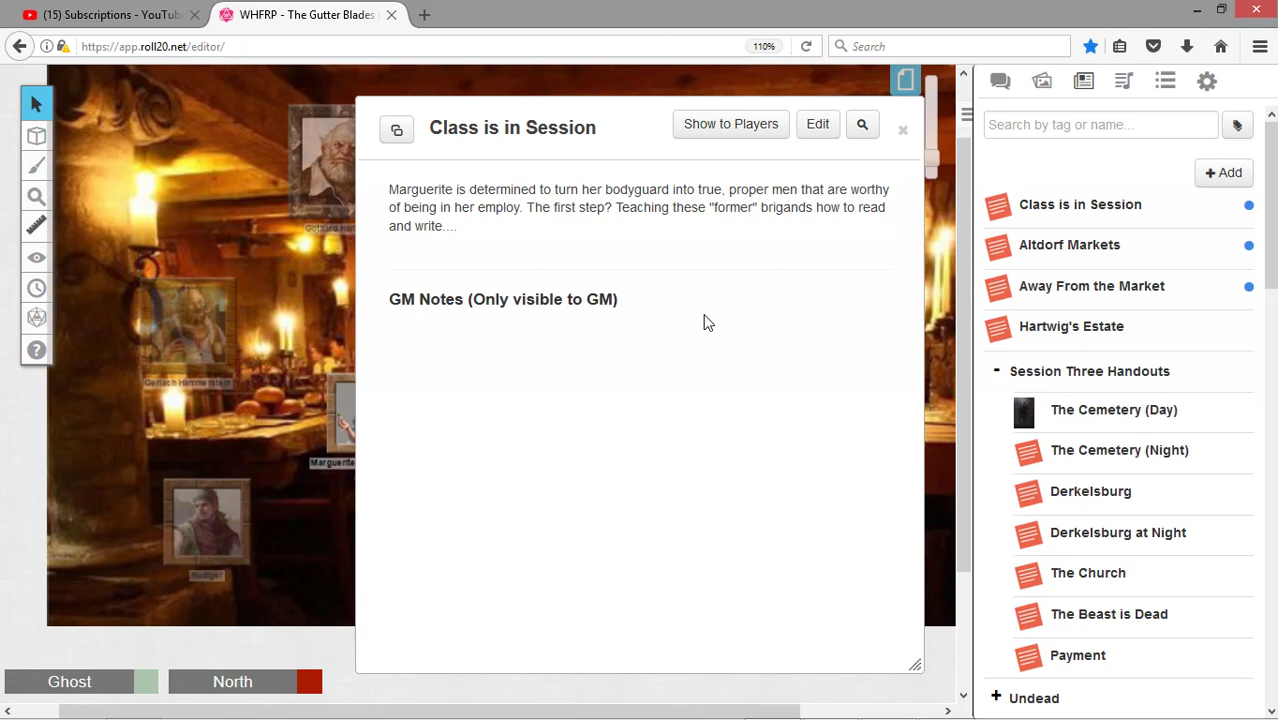 (15) Subscriptions - YouTub
WHFRP - The Gutter Blades
https://app.roll20.net/editor/
110%
Search
Class is in Session
Show to Players
Edit
Marguerite is determined to turn her bodyguard into true, proper men that are worthy
of being in her employ. The first step? Teaching these "former" brigands how to read
and write....
GM Notes (Only visible to GM)
Gerlach Hammerstein
Marguerite
Rudiger
Ghost
North
Search by tag or name...
+ Add
Class is in Session
Altdorf Markets
Away From the Market
Hartwig's Estate
- Session Three Handouts
The Cemetery (Day)
The Cemetery (Night)
Derkelsburg
Derkelsburg at Night
The Church
The Beast is Dead
Payment
+ Undead